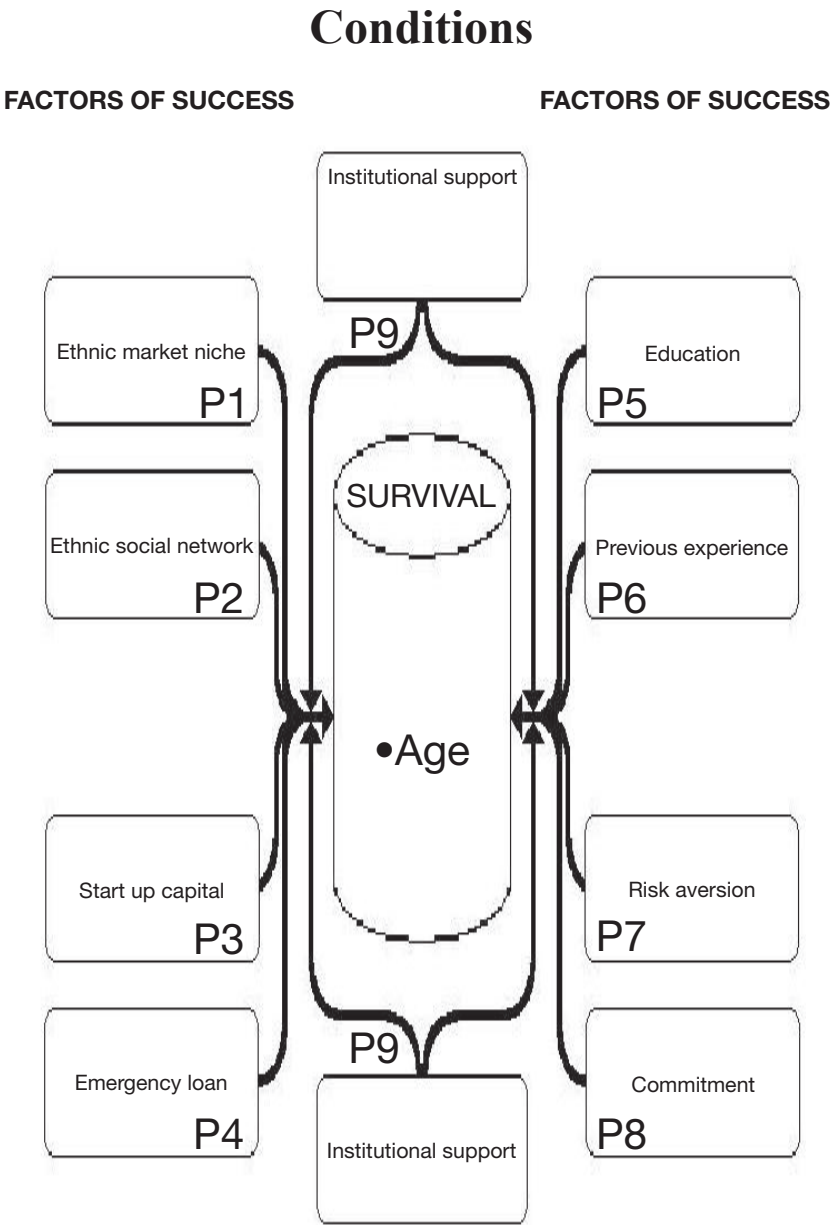 Conditions
FACTORS OF SUCCESS
FACTORS OF SUCCESS
Institutional support
P9
Ethnic market niche
P1
Education
P5
SURVIVAL
Ethnic social network
P2
Previous experience
P6
•Age
Start up capital
P3
Risk aversion
P7
P9
Emergency loan
P4
Commitment
P8
Institutional support